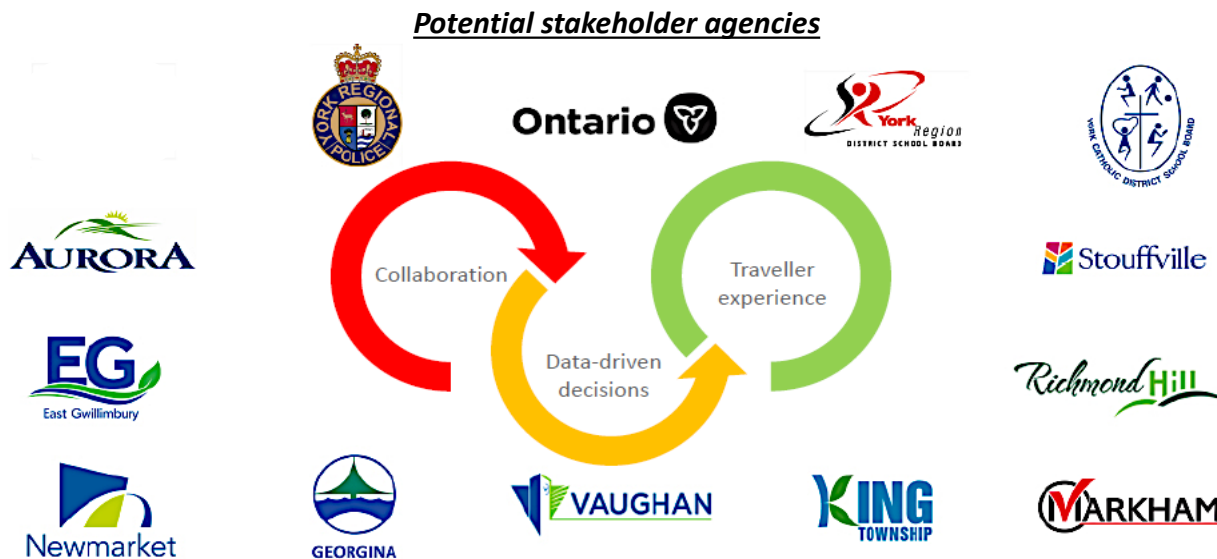 Potential stakeholder agencies
YORK REGIONAL
POLICE
Ontario
York
Region
DISTRICT SCHOOL BOARD
YORK CATHOLIC DISTRICT SCHOOL BOARD
AURORA
Collaboration
Traveller
experience
Stouffville
EG
East Gwillimbury
Data-driven
decisions
Richmond Hill
Newmarket
GEORGINA
VAUGHAN
KING
TOWNSHIP
MARKHAM